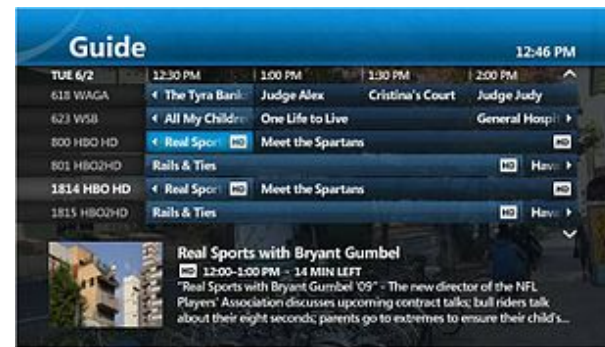 Guide
12:46 PM
TUE 6/2 12:30 PM 1:00 PM 1:30 PM 2:00 PM
618 WAGA The Tyra Bank Judge Alex Cristina's Court Judge Judy
623 WSB All My Childre One Life to Live General Hospit
800 HBO HD Real Sport HD Meet the Spartans HD
801 HBO2HD Rails & Ties HD Have
1814 HBO HD Real Sport HD Meet the Spartans HD
1815 HBO2HD Rails & Ties HD Have
Real Sports with Bryant Gumbel
HD 12:00-1:00 PM - 14 MIN LEFT
"Real Sports with Bryant Gumbel '09" - The new director of the NFL
Players' Association discusses upcoming contract talks; bull riders talk
about their eight seconds; parents go to extremes to ensure their child's...